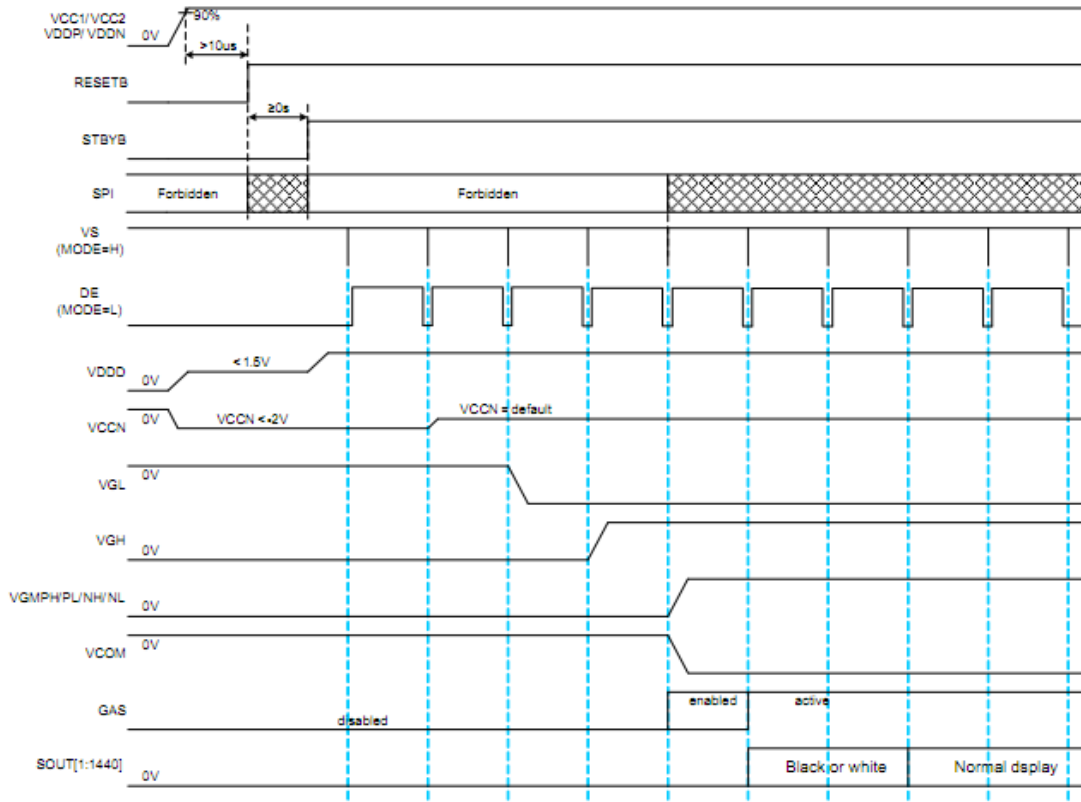 VCC1/VCC2
VDDP/ VDDN
0V
90%
>10us
RESETB
≥0s
STBYB
SPI
Forbidden
Forbidden
VS
(MODE=H)
DE
(MODE=L)
VDDD
0V
< 1.5V
VCCN
0V
VCCN <-2V
VCCN = default
VGL
0V
VGH
0V
VGMPH/PL/NH/NL
0V
VCOM
0V
GAS
disabled
enabled
active
SOUT[1:1440]
0V
Black or white
Normal dsplay